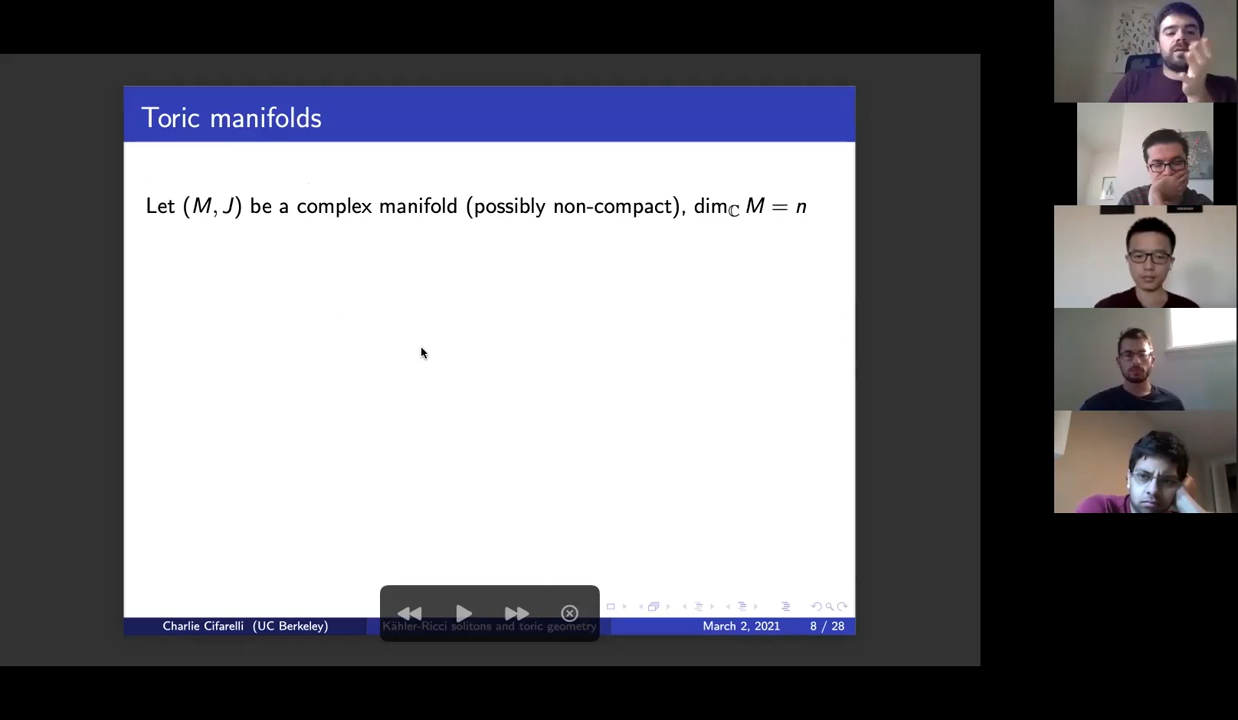 Toric manifolds
Let (M, J) be a complex manifold (possibly non-compact), dim_ℂ M = n
Charlie Cifarelli (UC Berkeley)
Kähler-Ricci solitons and toric geometry
March 2, 2021
8 / 28